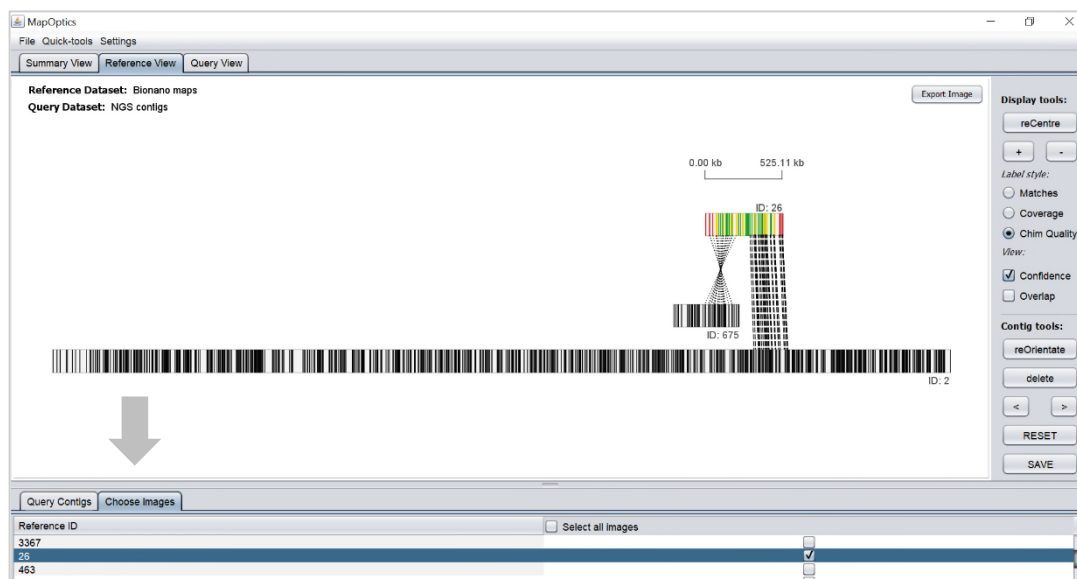 MapOptics
File Quick-tools Settings
Summary View Reference View Query View
Reference Dataset: Bionano maps
Query Dataset: NGS contigs
Export Image
0.00 kb 525.11 kb
ID: 26
ID: 675
ID: 2
Display tools:
reCentre
+ -
Label style:
Matches
Coverage
Chim Quality
View:
Confidence
Overlap
Contig tools:
reOrientate
delete
< >
RESET
SAVE
Query Contigs Choose Images
Reference ID Select all images
3367
26
463